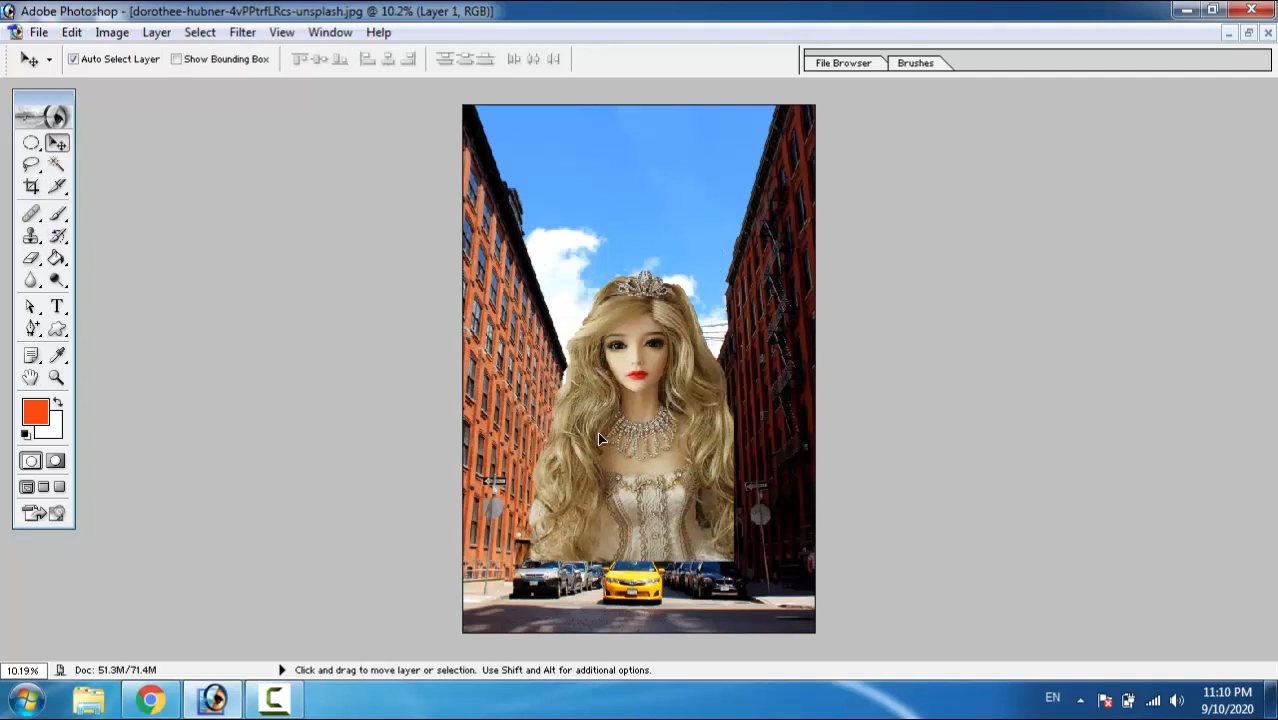 Adobe Photoshop - [dorothee-hubner-4vPPtrfLRcs-unsplash.jpg @ 10.2% (Layer 1, RGB)]
File Edit Image Layer Select Filter View Window Help
Auto Select Layer Show Bounding Box File Browser Brushes
T
10.19% Doc: 51.3M/71.4M Click and drag to move layer or selection. Use Shift and Alt for additional options.
EN 11:10 PM
9/10/2020